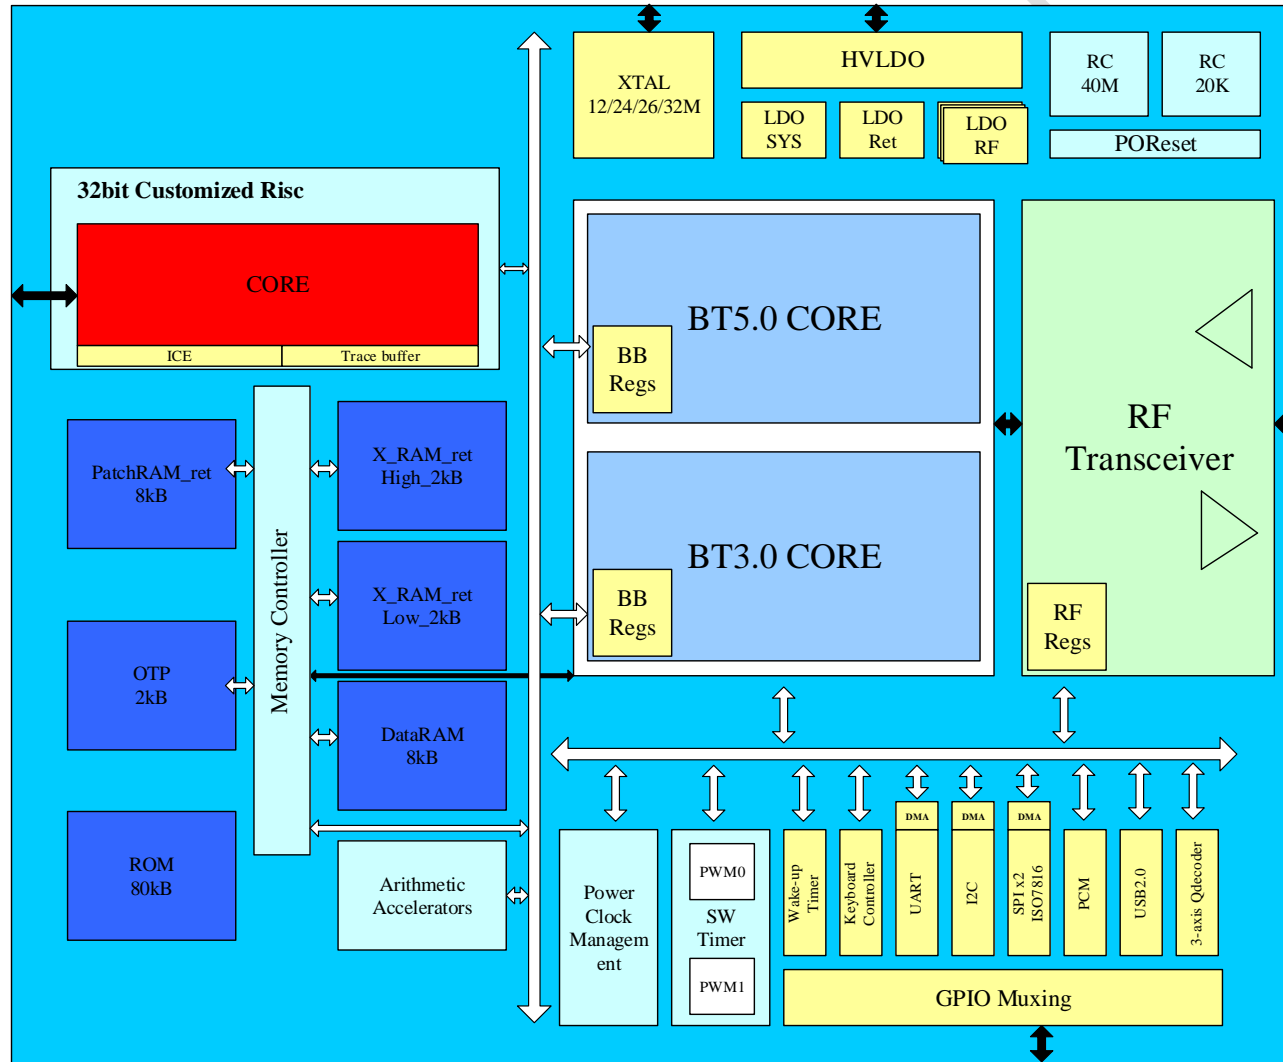 XTAL
12/24/26/32M
HVLDO
LDO
SYS
LDO
Ret
LDO
RF
RC
40M
RC
20K
POReset
32bit Customized Risc
CORE
ICE
Trace buffer
BT5.0 CORE
BB
Regs
BT3.0 CORE
BB
Regs
RF
Transceiver
RF
Regs
PatchRAM_ret
8kB
OTP
2kB
ROM
80kB
Memory Controller
X_RAM_ret
High_2kB
X_RAM_ret
Low_2kB
DataRAM
8kB
Arithmetic
Accelerators
Power
Clock
Managem
ent
PWM0
SW
Timer
PWM1
Wake-up
Timer
Keyboard
Controller
DMA
UART
DMA
I2C
DMA
SPI x2
ISO7816
PCM
USB2.0
3-axis Qdecoder
GPIO Muxing